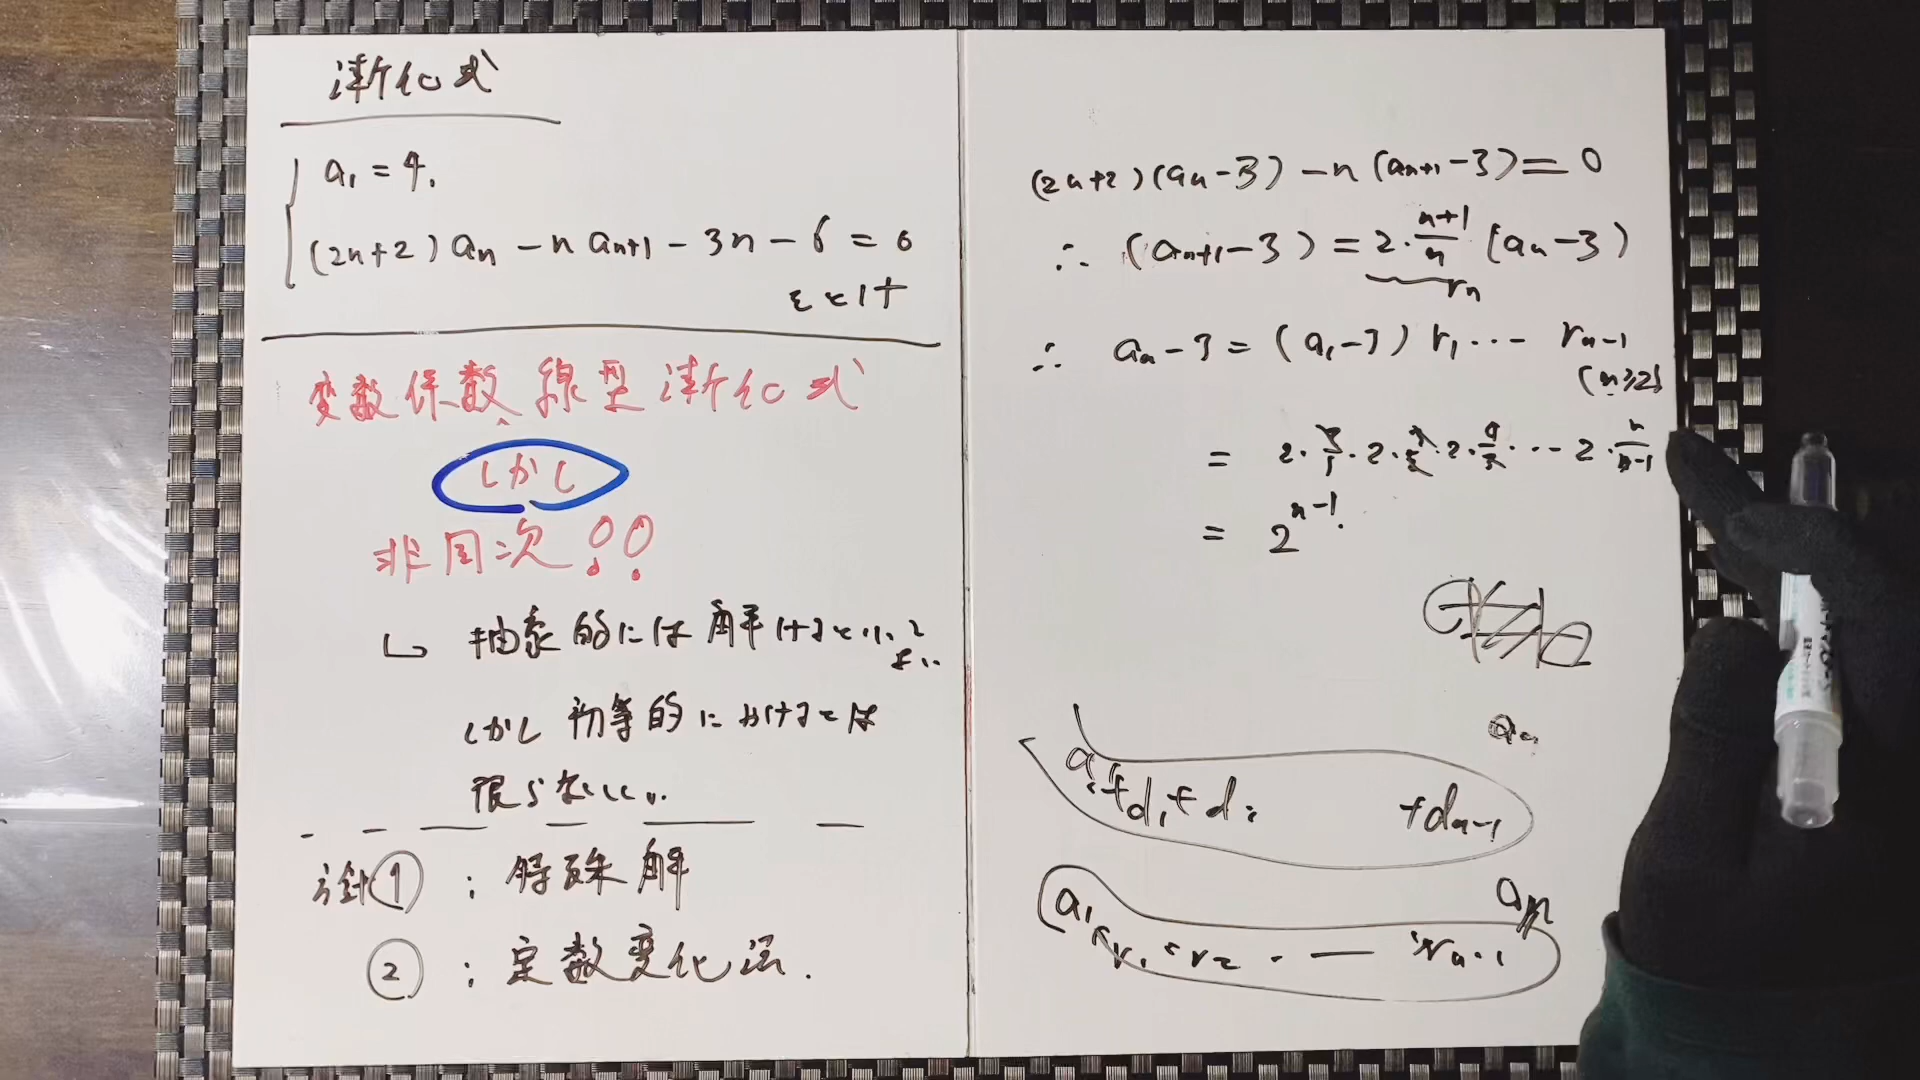 漸化式
a₁ = 4,
(2n+2)aₙ − n aₙ₊₁ − 3n − 6 = 0
をとけ
変数係数線型漸化式
しかし
非同次!!
↳ 抽象的には解けるといいよ..
しかし初等的にとけるとは
限らない...
方針① : 特殊解
② : 定数変化法.
(2n+2)(aₙ−3) − n(aₙ₊₁−3) = 0
∴ (aₙ₊₁−3) = 2·(n+1)/n (aₙ−3)
rₙ
∴ aₙ−3 = (a₁−3) r₁ ⋯ rₙ₋₁
(n≧2)
= 2·2/1·2·3/2·2·4/3 ⋯ 2·n/(n−1)
= 2ⁿ⁻¹·
aₙ
a₁ + d₁ + d₂ + dₙ₋₁
aₙ
a₁ × r₁ × r₂ · — × rₙ₋₁